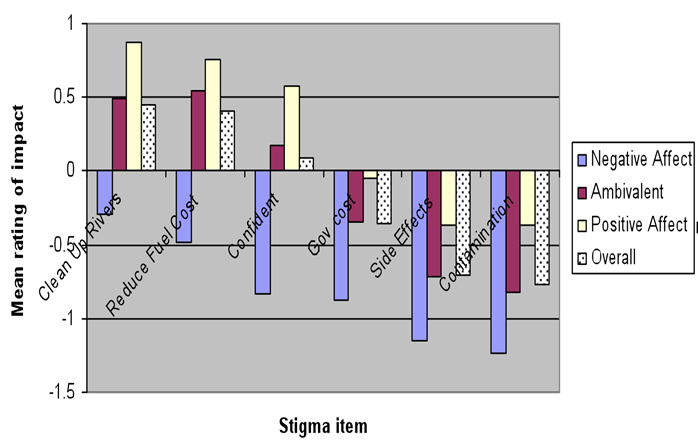 1
0.5
0
-0.5
-1
-1.5
Mean rating of impact
Clean Up Rivers
Reduce Fuel Cost
Confident
Gov. cost
Side Effects
Contamination
Stigma item
Negative Affect
Ambivalent
Positive Affect
Overall